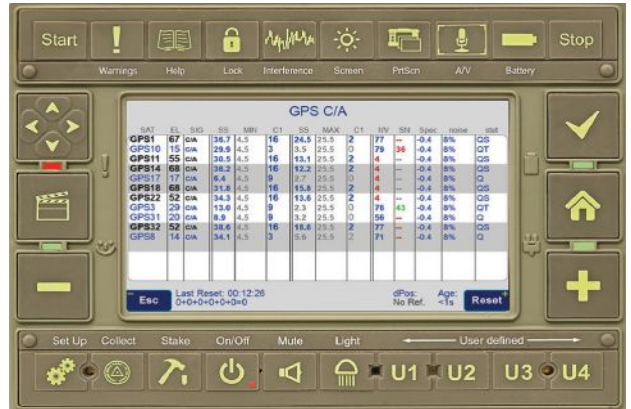 Start Stop
Warnings Help Lock Interference Screen PrtScn A/V Battery
GPS C/A
SAT EL SIG SS MIN C1 SS MAX C1 NV SN Spec noise stat
GPS1 67 C/A 36.7 4.5 16 24.5 25.5 2 77 -- -0.4 8% QS
GPS10 15 C/A 29.9 4.5 3 3.5 25.5 0 79 36 -0.4 8% QT
GPS11 55 C/A 30.5 4.5 16 13.1 25.5 2 4 -- -0.4 8% QS
GPS14 68 C/A 36.2 4.5 16 12.2 25.5 2 4 -- -0.4 8% QS
GPS17 17 C/A 6.4 4.5 9 2.7 25.5 0 4 -- -0.4 8% Q
GPS18 68 C/A 31.8 4.5 16 15.8 25.5 2 4 -- -0.4 8% QS
GPS22 52 C/A 34.3 4.5 16 13.6 25.5 2 4 -- -0.4 8% QS
GPS3 29 C/A 13.0 4.5 9 2.3 25.5 0 76 43 -0.4 8% QT
GPS31 20 C/A 8.9 4.5 9 3.2 25.5 0 56 -- -0.4 8% Q
GPS32 52 C/A 38.6 4.5 16 18.6 25.5 2 77 -- -0.4 8% QS
GPS8 14 C/A 34.1 4.5 3 5.6 25.5 2 71 -- -0.4 8% Q
Esc Last Reset: 00:12:26 dPos: Age: Reset
0+0+0+0+0+0=0 No Ref. <1s
Set Up Collect Stake On/Off Mute Light User defined
U1 U2 U3 U4